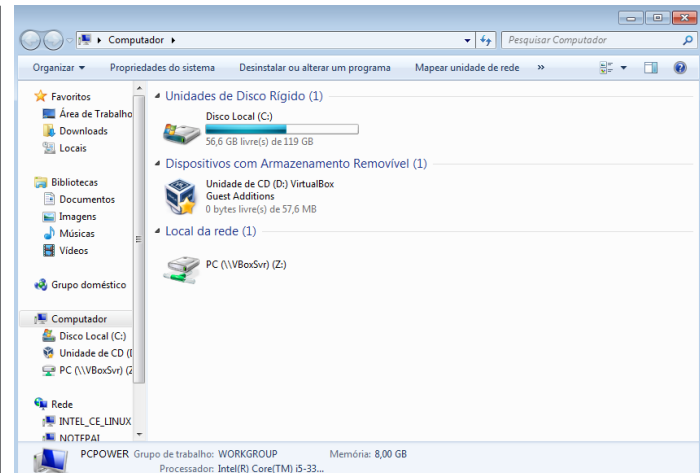 Computador
Pesquisar Computador
Organizar
Propriedades do sistema
Desinstalar ou alterar um programa
Mapear unidade de rede
»
Favoritos
Área de Trabalho
Downloads
Locais
Bibliotecas
Documentos
Imagens
Músicas
Vídeos
Grupo doméstico
Computador
Disco Local (C:)
Unidade de CD (
PC (\\VBoxSvr) (Z
Rede
INTEL_CE_LINUX
NOTEPAI
Unidades de Disco Rígido (1)
Disco Local (C:)
56,6 GB livre(s) de 119 GB
Dispositivos com Armazenamento Removível (1)
Unidade de CD (D:) VirtualBox
Guest Additions
0 bytes livre(s) de 57,6 MB
Local da rede (1)
PC (\\VBoxSvr) (Z:)
PCPOWER Grupo de trabalho: WORKGROUP Memória: 8,00 GB
Processador: Intel(R) Core(TM) i5-33...